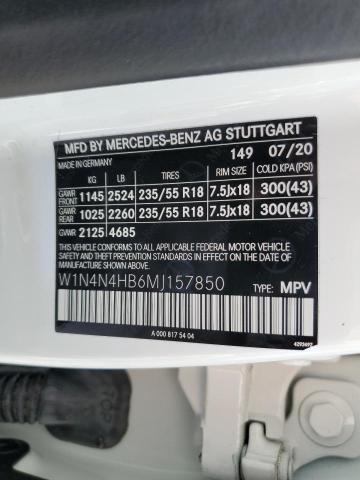 MFD BY MERCEDES-BENZ AG STUTTGART
MADE IN GERMANY 149 07/20
KG LB TIRES RIM SIZE COLD KPA (PSI)
GAWR FRONT 1145 2524 235/55 R18 7.5Jx18 300(43)
GAWR REAR 1025 2260 235/55 R18 7.5Jx18 300(43)
GVWR 2125 4685
THIS VEHICLE CONFORMS TO ALL APPLICABLE FEDERAL MOTOR VEHICLE
SAFETY AND THEFT PREVENTION STANDARDS IN EFFECT ON THE DATE
OF MANUFACTURE SHOWN ABOVE.
W1N4N4HB6MJ157850 TYPE: MPV
A 000 817 54 04